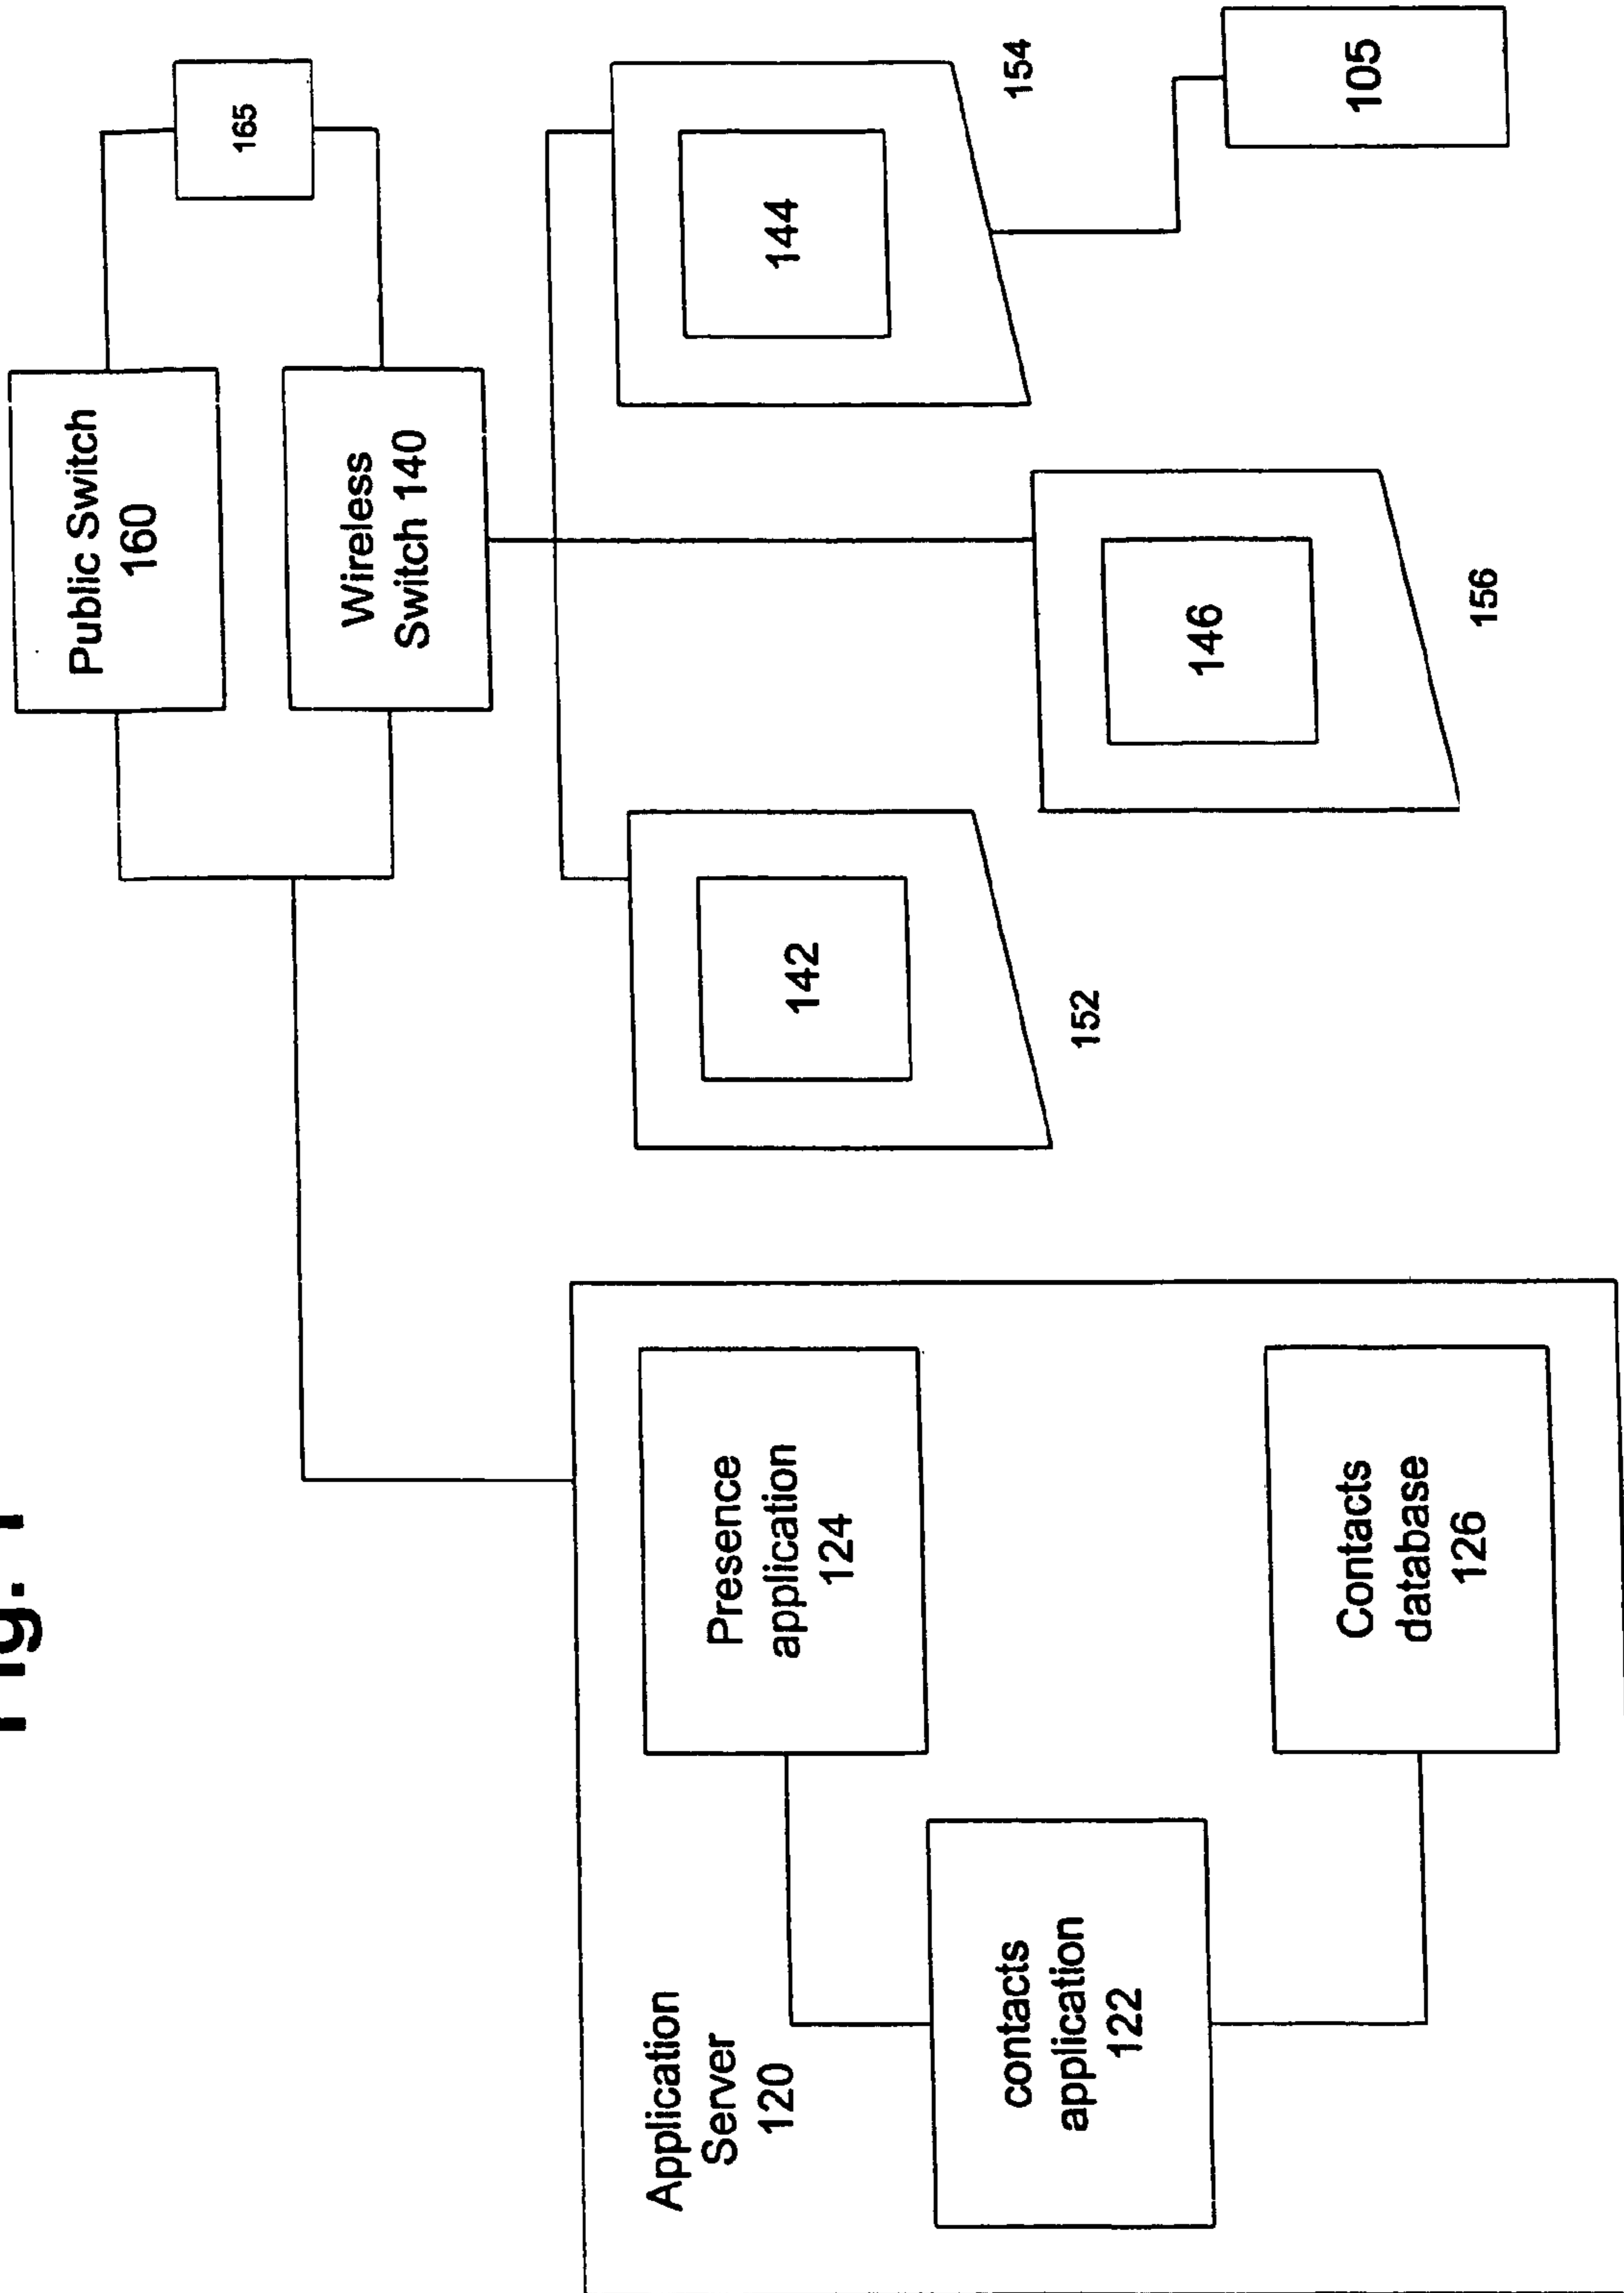 Fig. 1
Public Switch
160
165
Wireless
Switch 140
142
152
144
154
146
156
105
Application
Server
120
Presence
application
124
contacts
application
122
Contacts
database
126